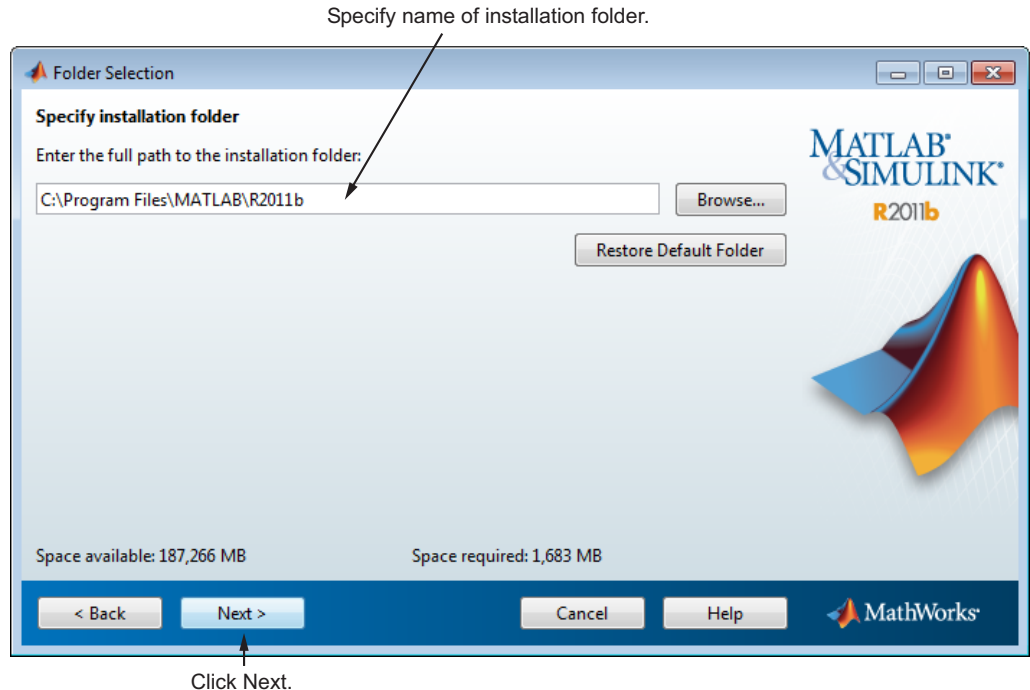 Specify name of installation folder.
Folder Selection
Specify installation folder
Enter the full path to the installation folder:
C:\Program Files\MATLAB\R2011b
Browse...
Restore Default Folder
MATLAB®
&SIMULINK®
R2011b
Space available: 187,266 MB
Space required: 1,683 MB
< Back
Next >
Cancel
Help
MathWorks®
Click Next.